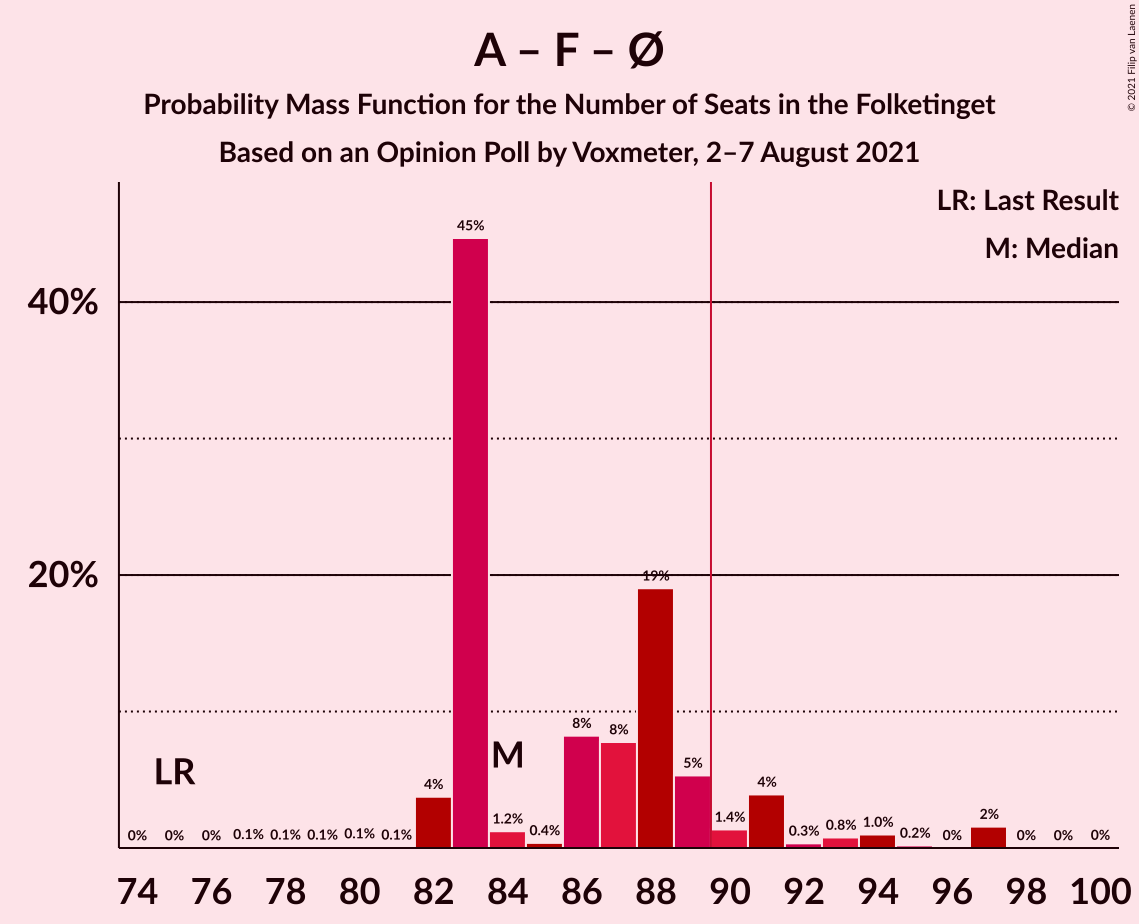 A – F – Ø
Probability Mass Function for the Number of Seats in the Folketinget
Based on an Opinion Poll by Voxmeter, 2–7 August 2021
© 2021 Filip van Laenen
LR: Last Result
M: Median
40%
20%
45%
19%
8% 8%
5%
4% 4%
LR M
0% 0% 0% 0.1% 0.1% 0.1% 0.1% 0.1% 1.2% 0.4% 1.4% 0.3% 0.8% 1.0% 0.2% 0% 2% 0% 0% 0%
74 76 78 80 82 84 86 88 90 92 94 96 98 100